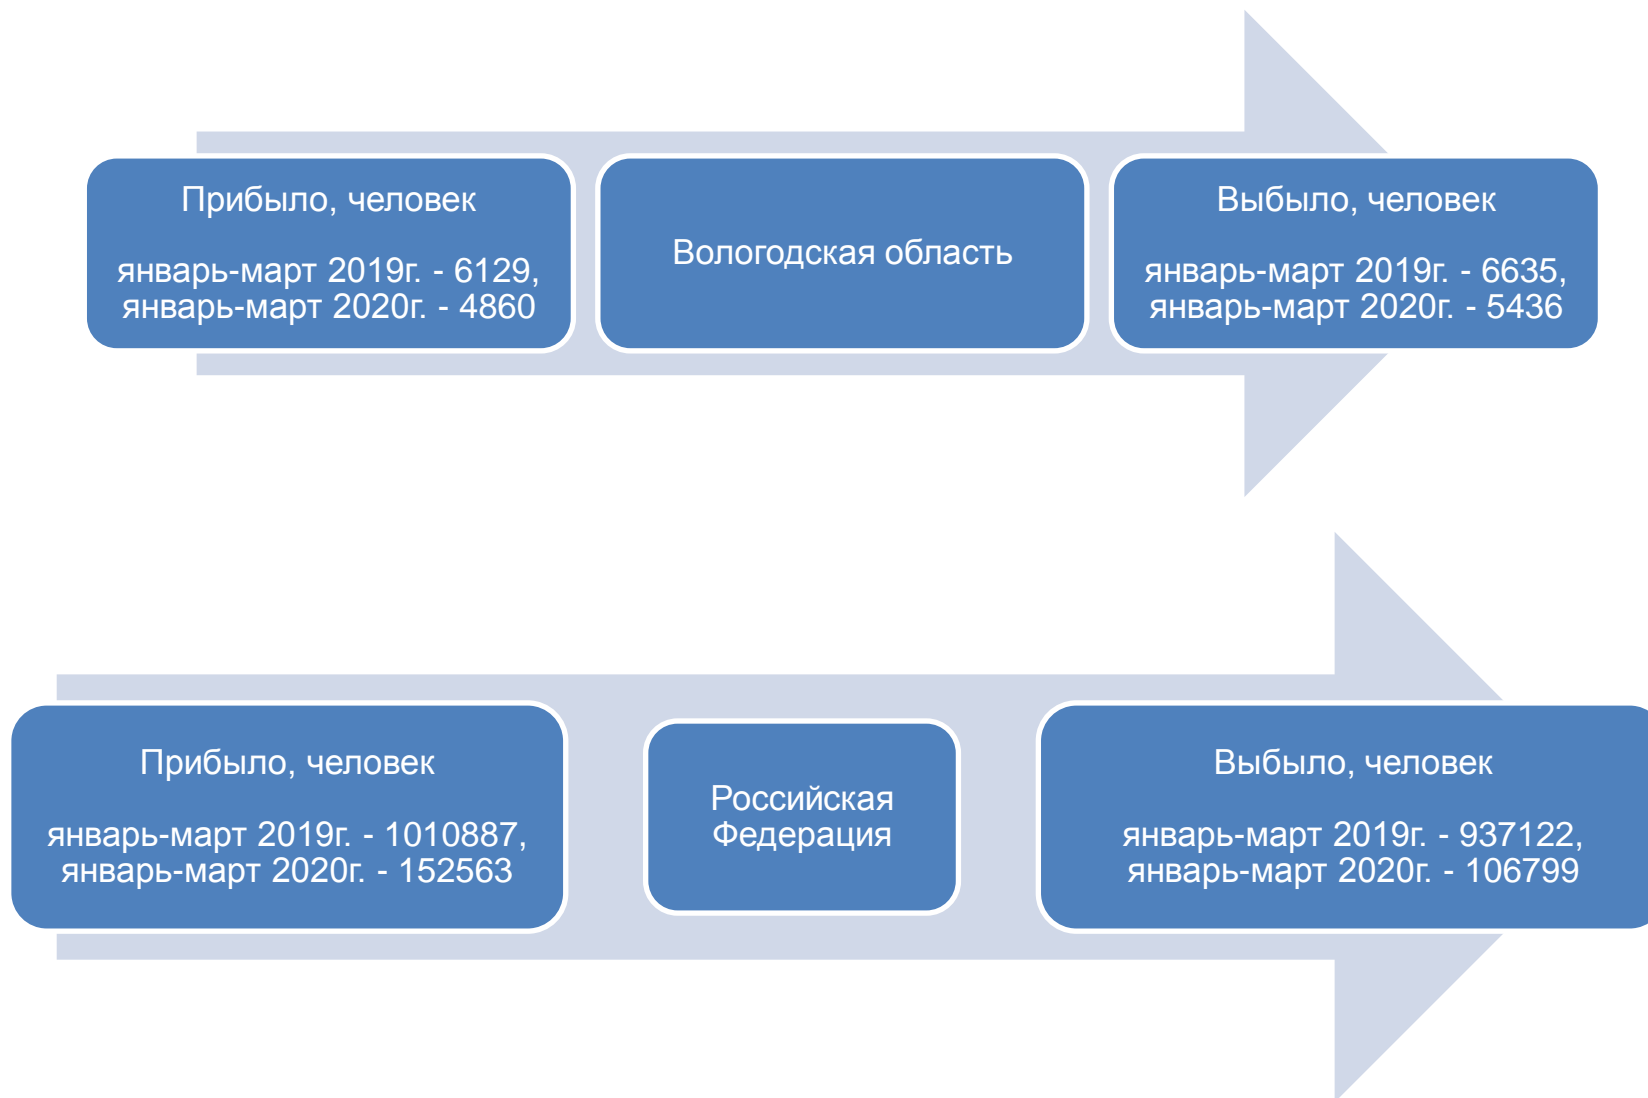 Прибыло, человек
январь-март 2019г. - 6129,
январь-март 2020г. - 4860
Вологодская область
Выбыло, человек
январь-март 2019г. - 6635,
январь-март 2020г. - 5436
Прибыло, человек
январь-март 2019г. - 1010887,
январь-март 2020г. - 152563
Российская
Федерация
Выбыло, человек
январь-март 2019г. - 937122,
январь-март 2020г. - 106799